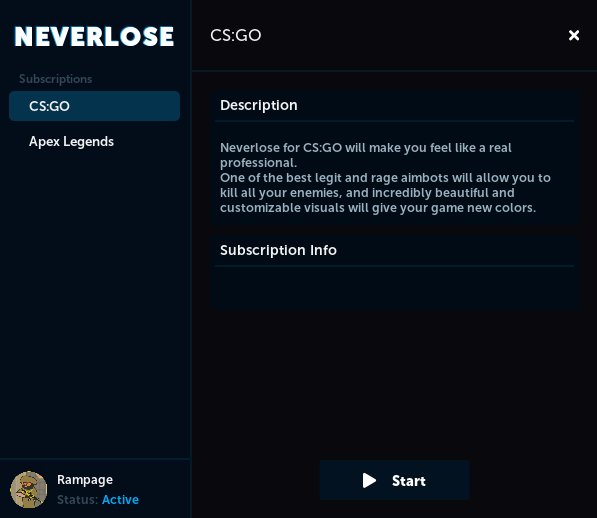 NEVERLOSE
Subscriptions
CS:GO
Apex Legends
Rampage
Status: Active
CS:GO
Description
Neverlose for CS:GO will make you feel like a real
professional.
One of the best legit and rage aimbots will allow you to
kill all your enemies, and incredibly beautiful and
customizable visuals will give your game new colors.
Subscription Info
Start